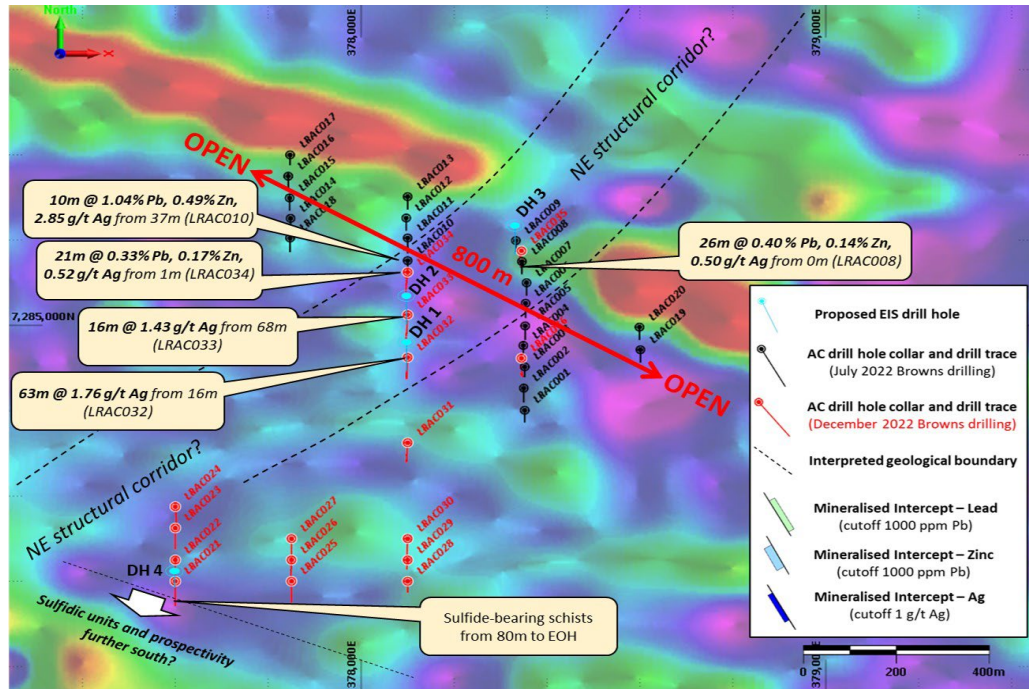 North
X
378,000E
379,000E
NE structural corridor?
LRAC017
LRAC016
LRAC015
LRAC014
LRAC018
OPEN
LRAC013
LRAC012
LRAC011
LRAC010
LRAC034
DH 2
LRAC033
DH 1
LRAC032
DH 3
LRAC009
LRAC035
LRAC008
LRAC007
LRAC005
LRAC004
LRAC002
LRAC001
800 m
LRAC020
LRAC019
OPEN
10m @ 1.04% Pb, 0.49% Zn,
2.85 g/t Ag from 37m (LRAC010)
21m @ 0.33% Pb, 0.17% Zn,
0.52 g/t Ag from 1m (LRAC034)
26m @ 0.40 % Pb, 0.14% Zn,
0.50 g/t Ag from 0m (LRAC008)
7,285,000N
16m @ 1.43 g/t Ag from 68m
(LRAC033)
63m @ 1.76 g/t Ag from 16m
(LRAC032)
LRAC031
NE structural corridor?
LRAC024
LRAC023
LRAC022
LRAC021
DH 4
LRAC027
LRAC026
LRAC025
LRAC030
LRAC029
LRAC028
Sulfidic units and prospectivity
further south?
Sulfide-bearing schists
from 80m to EOH
Proposed EIS drill hole
AC drill hole collar and drill trace
(July 2022 Browns drilling)
AC drill hole collar and drill trace
(December 2022 Browns drilling)
Interpreted geological boundary
Mineralised Intercept – Lead
(cutoff 1000 ppm Pb)
Mineralised Intercept – Zinc
(cutoff 1000 ppm Pb)
Mineralised Intercept – Ag
(cutoff 1 g/t Ag)
0
200
400m
378,000E
379,000E